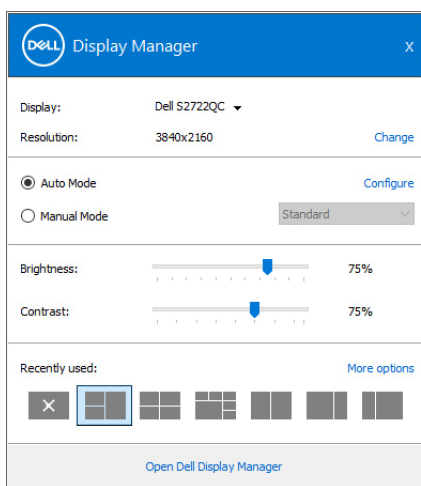 DELL Display Manager X
Display: Dell S2722QC
Resolution: 3840x2160 Change
Auto Mode Configure
Manual Mode Standard
Brightness: 75%
Contrast: 75%
Recently used: More options
Open Dell Display Manager